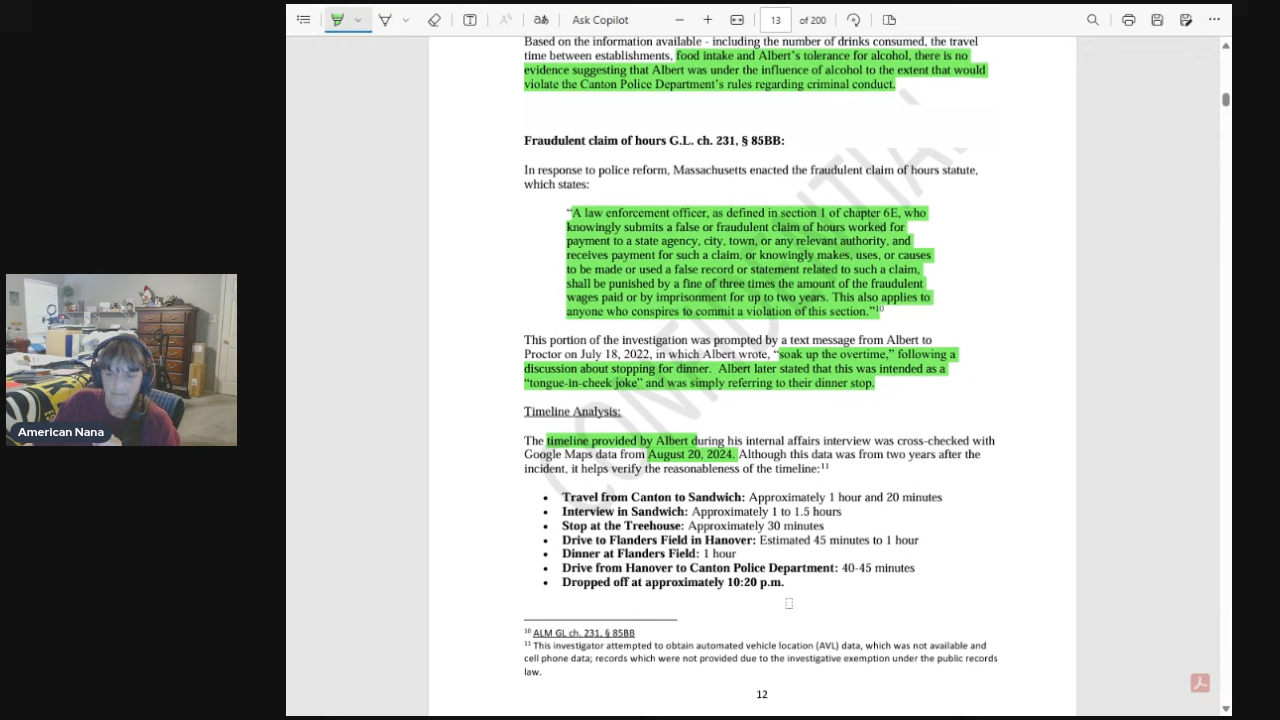 Ask Copilot
13 of 200
Based on the information available - including the number of drinks consumed, the travel
time between establishments, food intake and Albert's tolerance for alcohol, there is no
evidence suggesting that Albert was under the influence of alcohol to the extent that would
violate the Canton Police Department's rules regarding criminal conduct.
Fraudulent claim of hours G.L. ch. 231, § 85BB:
In response to police reform, Massachusetts enacted the fraudulent claim of hours statute,
which states:
“A law enforcement officer, as defined in section 1 of chapter 6E, who
knowingly submits a false or fraudulent claim of hours worked for
payment to a state agency, city, town, or any relevant authority, and
receives payment for such a claim, or knowingly makes, uses, or causes
to be made or used a false record or statement related to such a claim,
shall be punished by a fine of three times the amount of the fraudulent
wages paid or by imprisonment for up to two years. This also applies to
anyone who conspires to commit a violation of this section.”10
This portion of the investigation was prompted by a text message from Albert to
Proctor on July 18, 2022, in which Albert wrote, “soak up the overtime,” following a
discussion about stopping for dinner.  Albert later stated that this was intended as a
“tongue-in-cheek joke” and was simply referring to their dinner stop.
Timeline Analysis:
The timeline provided by Albert during his internal affairs interview was cross-checked with
Google Maps data from August 20, 2024. Although this data was from two years after the
incident, it helps verify the reasonableness of the timeline:11
• Travel from Canton to Sandwich: Approximately 1 hour and 20 minutes
• Interview in Sandwich: Approximately 1 to 1.5 hours
• Stop at the Treehouse: Approximately 30 minutes
• Drive to Flanders Field in Hanover: Estimated 45 minutes to 1 hour
• Dinner at Flanders Field: 1 hour
• Drive from Hanover to Canton Police Department: 40-45 minutes
• Dropped off at approximately 10:20 p.m.
10 ALM GL ch. 231, § 85BB
11 This investigator attempted to obtain automated vehicle location (AVL) data, which was not available and
cell phone data; records which were not provided due to the investigative exemption under the public records
law.
12
CONFIDENTIAL
American Nana